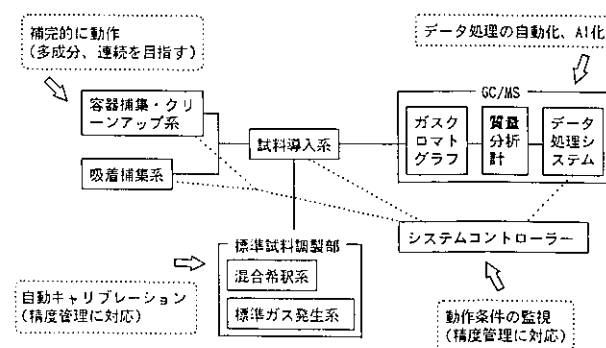 補完的に動作
(多成分、連続を目指す)
データ処理の自動化、AI化
GC/MS
容器捕集・クリ
ーンアップ系
吸着捕集系
試料導入系
ガスク
ロマト
グラフ
質量
分析
計
データ
処理シ
ステム
システムコントローラー
標準試料調製部
混合希釈系
標準ガス発生系
自動キャリブレーション
(精度管理に対応)
動作条件の監視
(精度管理に対応)